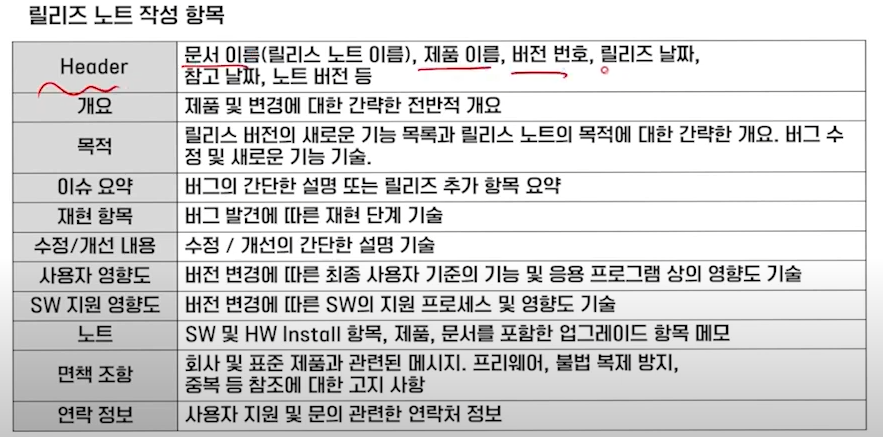 릴리즈 노트 작성 항목
Header
문서 이름(릴리스 노트 이름), 제품 이름, 버전 번호, 릴리즈 날짜,
참고 날짜, 노트 버전 등
개요
제품 및 변경에 대한 간략한 전반적 개요
목적
릴리스 버전의 새로운 기능 목록과 릴리스 노트의 목적에 대한 간략한 개요. 버그 수
정 및 새로운 기능 기술.
이슈 요약
버그의 간단한 설명 또는 릴리즈 추가 항목 요약
재현 항목
버그 발견에 따른 재현 단계 기술
수정/개선 내용
수정 / 개선의 간단한 설명 기술
사용자 영향도
버전 변경에 따른 최종 사용자 기준의 기능 및 응용 프로그램 상의 영향도 기술
SW 지원 영향도
버전 변경에 따른 SW의 지원 프로세스 및 영향도 기술
노트
SW 및 HW Install 항목, 제품, 문서를 포함한 업그레이드 항목 메모
면책 조항
회사 및 표준 제품과 관련된 메시지. 프리웨어, 불법 복제 방지,
중복 등 참조에 대한 고지 사항
연락 정보
사용자 지원 및 문의 관련한 연락처 정보